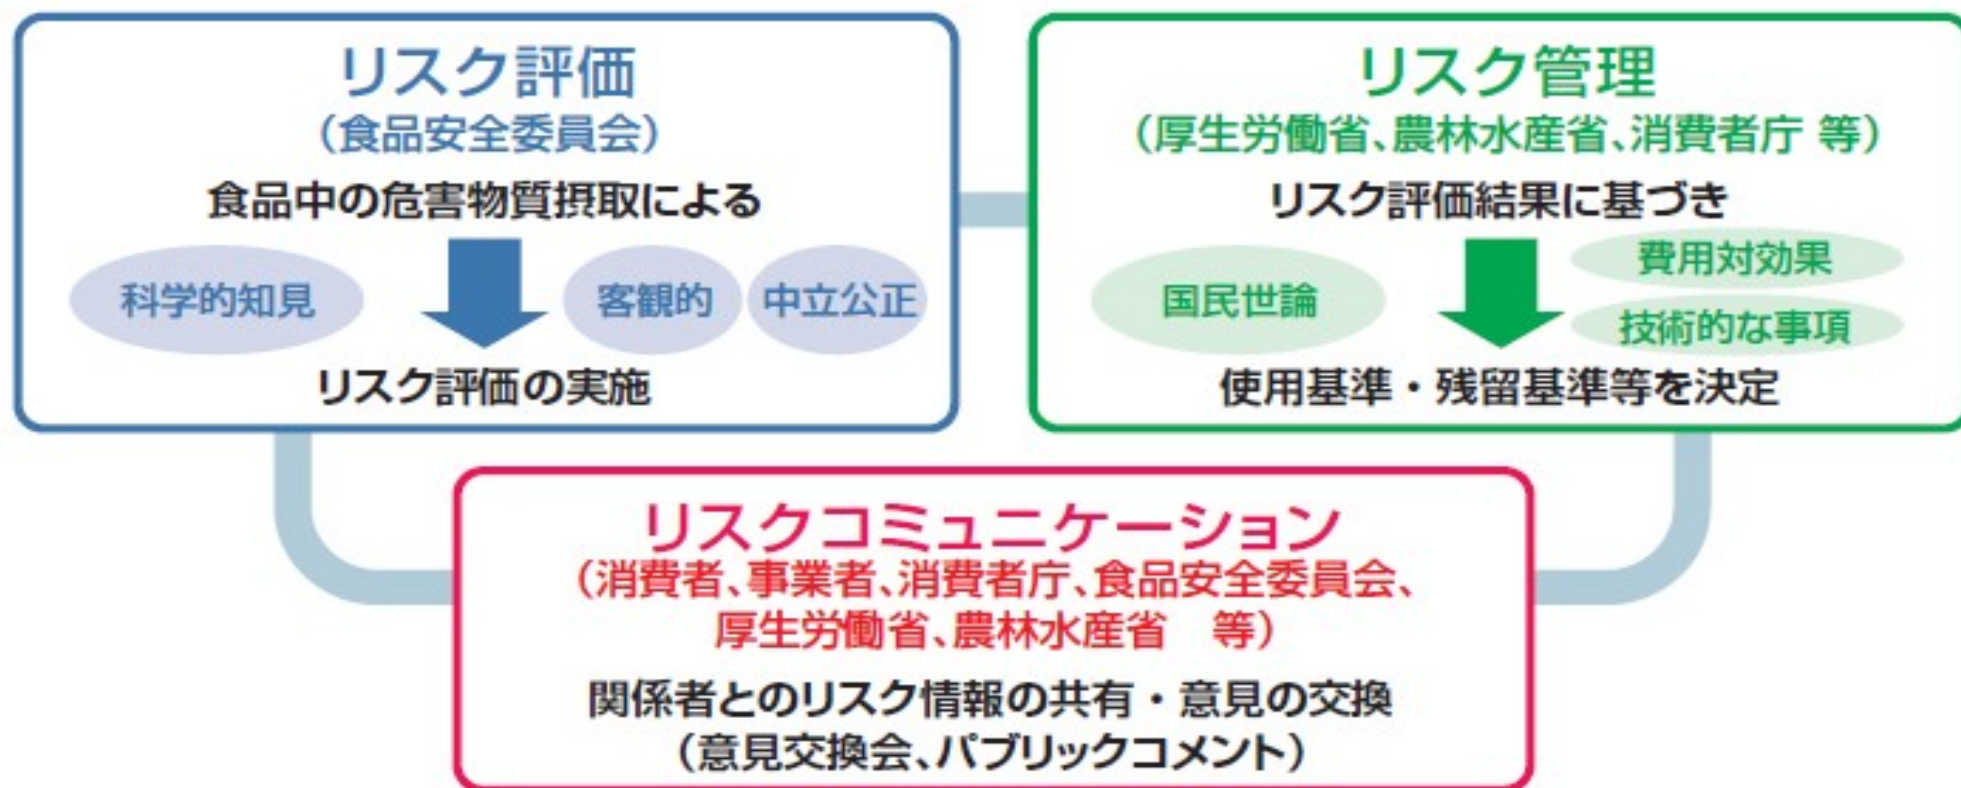 リスク評価
（食品安全委員会）
食品中の危害物質摂取による
科学的知見
客観的
中立公正
リスク評価の実施
リスク管理
（厚生労働省、農林水産省、消費者庁 等）
リスク評価結果に基づき
国民世論
費用対効果
技術的な事項
使用基準・残留基準等を決定
リスクコミュニケーション
（消費者、事業者、消費者庁、食品安全委員会、
厚生労働省、農林水産省　等）
関係者とのリスク情報の共有・意見の交換
（意見交換会、パブリックコメント）